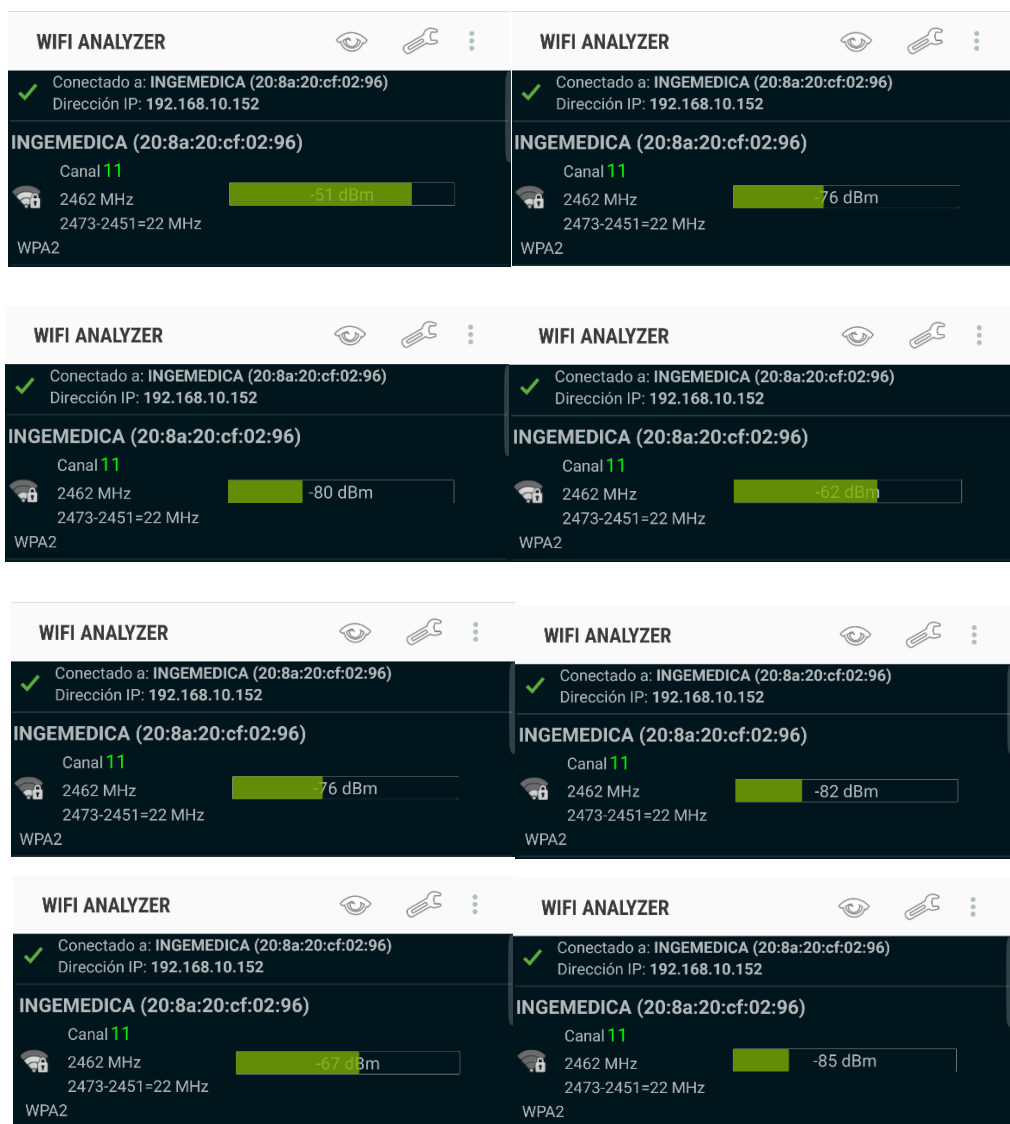 WIFI ANALYZER
Conectado a: INGEMEDICA (20:8a:20:cf:02:96)
Dirección IP: 192.168.10.152
INGEMEDICA (20:8a:20:cf:02:96)
Canal 11
2462 MHz
-51 dBm
2473-2451=22 MHz
WPA2
WIFI ANALYZER
Conectado a: INGEMEDICA (20:8a:20:cf:02:96)
Dirección IP: 192.168.10.152
INGEMEDICA (20:8a:20:cf:02:96)
Canal 11
2462 MHz
-76 dBm
2473-2451=22 MHz
WPA2
WIFI ANALYZER
Conectado a: INGEMEDICA (20:8a:20:cf:02:96)
Dirección IP: 192.168.10.152
INGEMEDICA (20:8a:20:cf:02:96)
Canal 11
2462 MHz
-80 dBm
2473-2451=22 MHz
WPA2
WIFI ANALYZER
Conectado a: INGEMEDICA (20:8a:20:cf:02:96)
Dirección IP: 192.168.10.152
INGEMEDICA (20:8a:20:cf:02:96)
Canal 11
2462 MHz
-62 dBm
2473-2451=22 MHz
WPA2
WIFI ANALYZER
Conectado a: INGEMEDICA (20:8a:20:cf:02:96)
Dirección IP: 192.168.10.152
INGEMEDICA (20:8a:20:cf:02:96)
Canal 11
2462 MHz
-76 dBm
2473-2451=22 MHz
WPA2
WIFI ANALYZER
Conectado a: INGEMEDICA (20:8a:20:cf:02:96)
Dirección IP: 192.168.10.152
INGEMEDICA (20:8a:20:cf:02:96)
Canal 11
2462 MHz
-82 dBm
2473-2451=22 MHz
WPA2
WIFI ANALYZER
Conectado a: INGEMEDICA (20:8a:20:cf:02:96)
Dirección IP: 192.168.10.152
INGEMEDICA (20:8a:20:cf:02:96)
Canal 11
2462 MHz
-67 dBm
2473-2451=22 MHz
WPA2
WIFI ANALYZER
Conectado a: INGEMEDICA (20:8a:20:cf:02:96)
Dirección IP: 192.168.10.152
INGEMEDICA (20:8a:20:cf:02:96)
Canal 11
2462 MHz
-85 dBm
2473-2451=22 MHz
WPA2